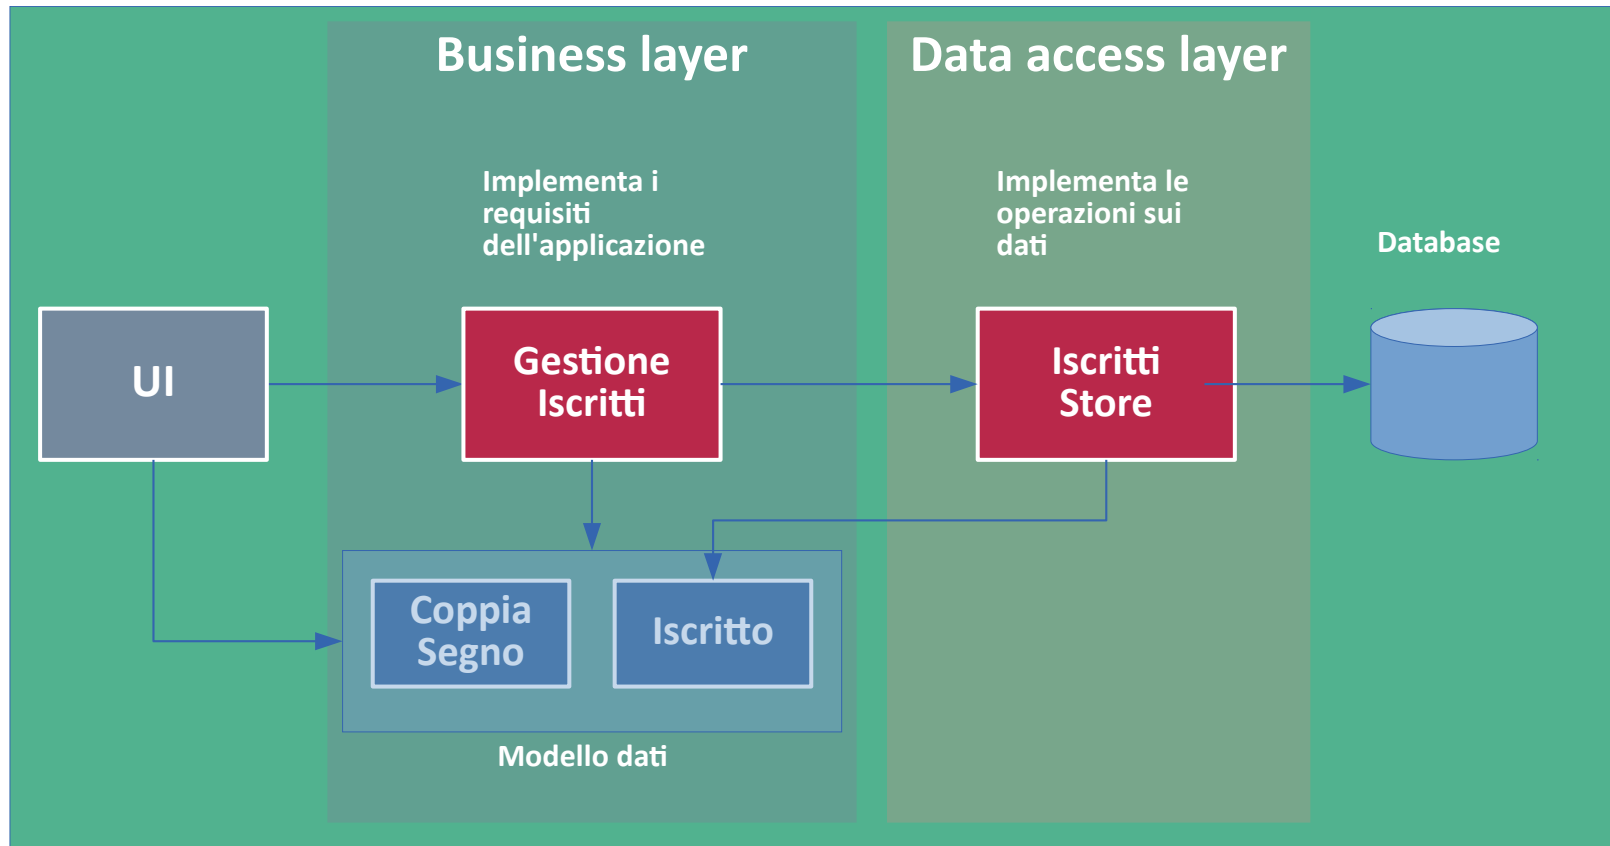 Business layer
Data access layer
Implementa i
requisiti
dell'applicazione
Implementa le
operazioni sui
dati
Database
UI
Gestione
Iscritti
Iscritti
Store
Coppia
Segno
Iscritto
Modello dati